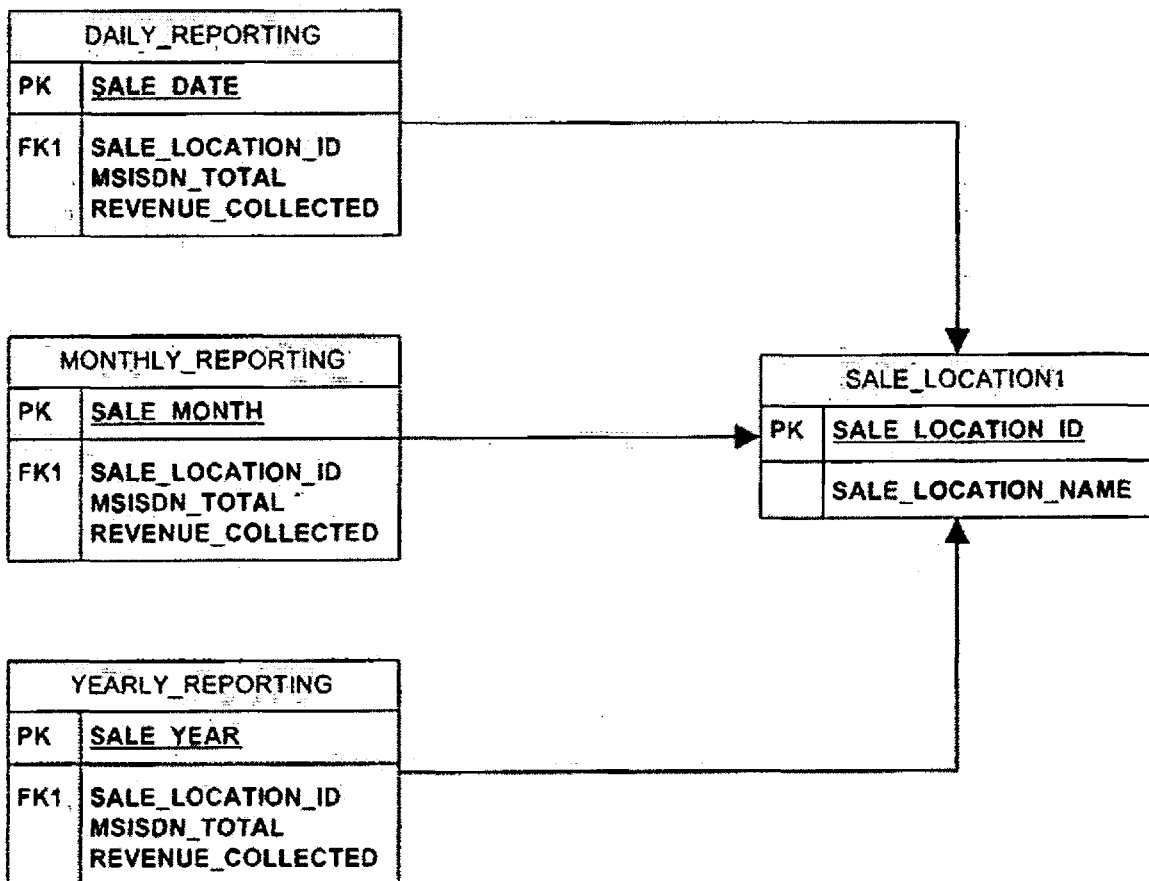 DAILY_REPORTING
PK SALE_DATE
FK1 SALE_LOCATION_ID
MSISDN_TOTAL
REVENUE_COLLECTED
MONTHLY_REPORTING
PK SALE_MONTH
FK1 SALE_LOCATION_ID
MSISDN_TOTAL
REVENUE_COLLECTED
SALE_LOCATION1
PK SALE_LOCATION_ID
SALE_LOCATION_NAME
YEARLY_REPORTING
PK SALE_YEAR
FK1 SALE_LOCATION_ID
MSISDN_TOTAL
REVENUE_COLLECTED